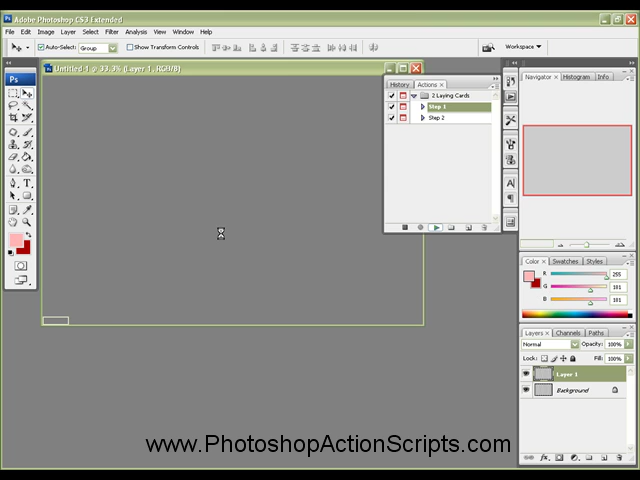 Adobe Photoshop CS3 Extended
File Edit Image Layer Select Filter Analysis View Window Help
Auto-Select: Group Show Transform Controls Workspace
Ps
Untitled-1 @ 33.3% (Layer 1, RGB/8)
History Actions
2 Laying Cards
Step 1
Step 2
Navigator Histogram Info
Color Swatches Styles
R 255
G 181
B 181
Layers Channels Paths
Normal Opacity: 100%
Lock: Fill: 100%
Layer 1
Background
www.PhotoshopActionScripts.com